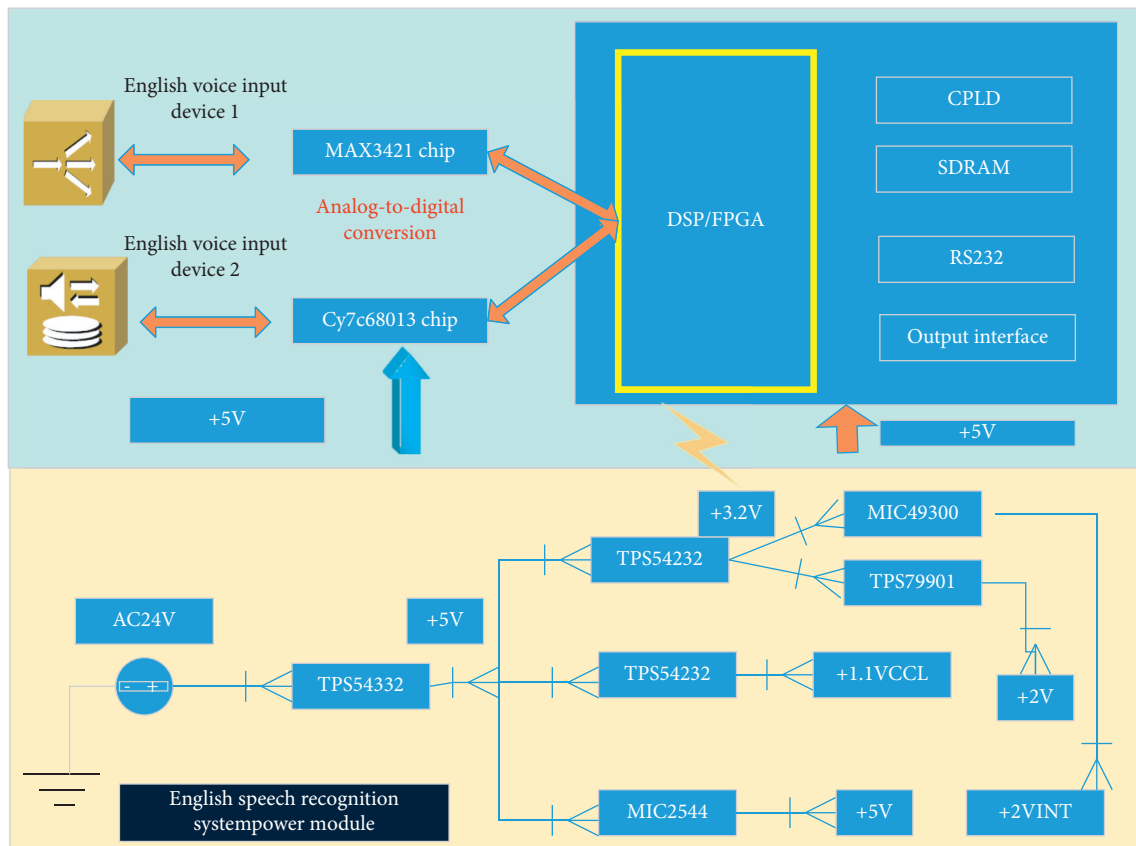 English voice input
device 1
MAX3421 chip
Analog-to-digital
conversion
English voice input
device 2
Cy7c68013 chip
+5V
DSP/FPGA
CPLD
SDRAM
RS232
Output interface
+5V
+3.2V
MIC49300
TPS54232
TPS79901
AC24V
+5V
- +
TPS54332
TPS54232
+1.1VCCL
+2V
English speech recognition
systempower module
MIC2544
+5V
+2VINT